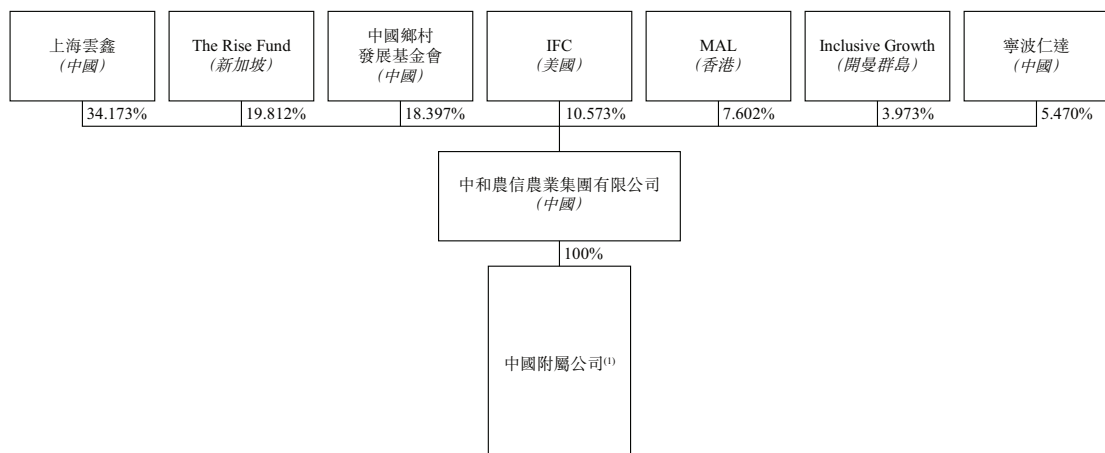 上海雲鑫
（中國）
The Rise Fund
（新加坡）
中國鄉村
發展基金會
（中國）
IFC
（美國）
MAL
（香港）
Inclusive Growth
（開曼群島）
寧波仁達
（中國）
34.173%
19.812%
18.397%
10.573%
7.602%
3.973%
5.470%
中和農信農業集團有限公司
（中國）
100%
中國附屬公司(1)